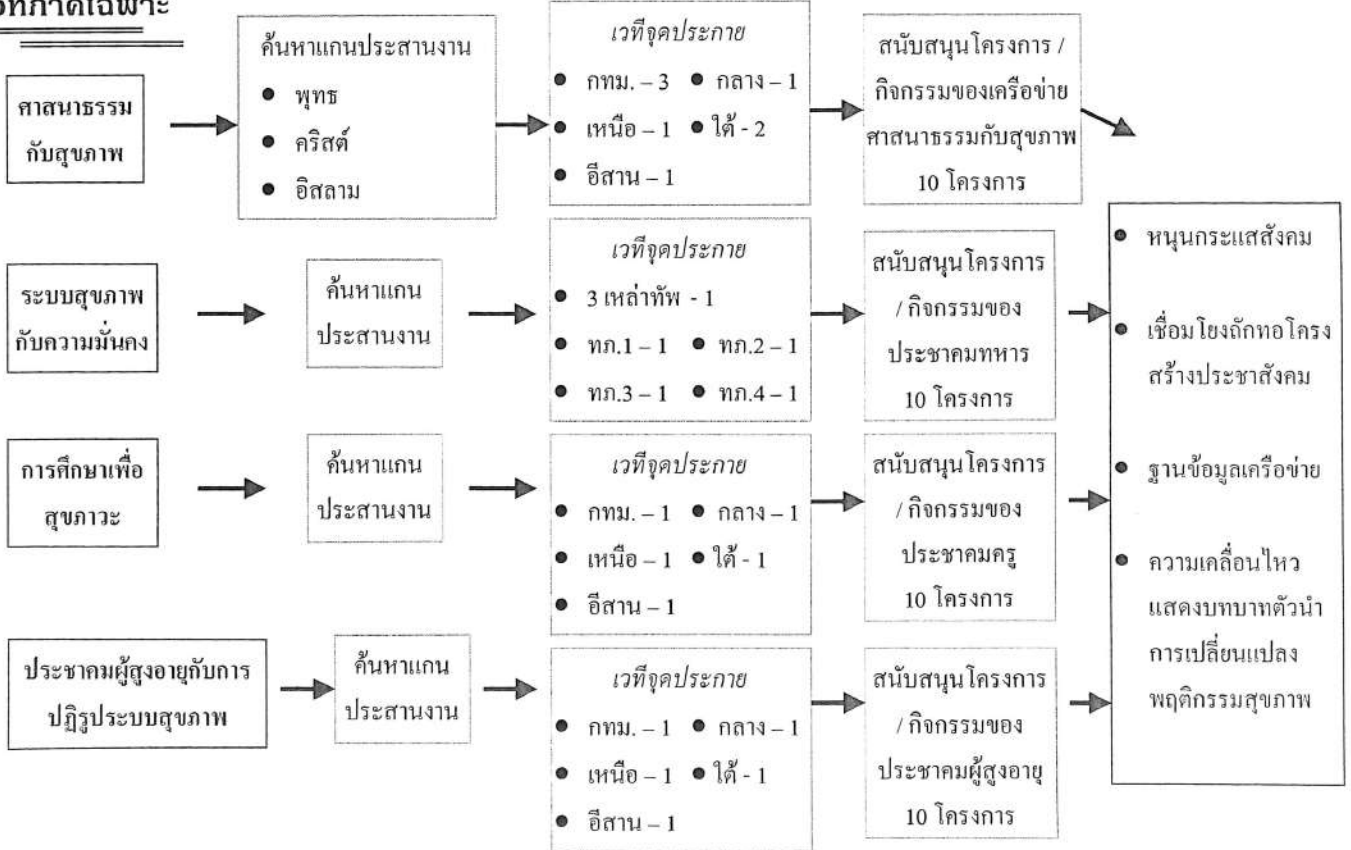 ศาสนาธรรม
กับสุขภาพ
ค้นหาแกนประสานงาน
● พุทธ
● คริสต์
● อิสลาม
เวทีจุดประกาย
● กทม. – 3 ● กลาง – 1
● เหนือ – 1 ● ใต้ - 2
● อีสาน – 1
สนับสนุนโครงการ /
กิจกรรมของเครือข่าย
ศาสนาธรรมกับสุขภาพ
10 โครงการ
ระบบสุขภาพ
กับความมั่นคง
ค้นหาแกน
ประสานงาน
เวทีจุดประกาย
● 3 เหล่าทัพ - 1
● ทภ.1 – 1 ● ทภ.2 – 1
● ทภ.3 – 1 ● ทภ.4 – 1
สนับสนุนโครงการ
/ กิจกรรมของ
ประชาคมทหาร
10 โครงการ
การศึกษาเพื่อ
สุขภาวะ
ค้นหาแกน
ประสานงาน
เวทีจุดประกาย
● กทม. – 1 ● กลาง – 1
● เหนือ – 1 ● ใต้ - 1
● อีสาน – 1
สนับสนุนโครงการ
/ กิจกรรมของ
ประชาคมครู
10 โครงการ
ประชาคมผู้สูงอายุกับการ
ปฏิรูประบบสุขภาพ
ค้นหาแกน
ประสานงาน
เวทีจุดประกาย
● กทม. – 1 ● กลาง – 1
● เหนือ – 1 ● ใต้ - 1
● อีสาน – 1
สนับสนุนโครงการ
/ กิจกรรมของ
ประชาคมผู้สูงอายุ
10 โครงการ
● หนุนกระแสสังคม
● เชื่อมโยงถักทอโครง
สร้างประชาสังคม
● ฐานข้อมูลเครือข่าย
● ความเคลื่อนไหว
แสดงบทบาทตัวนำ
การเปลี่ยนแปลง
พฤติกรรมสุขภาพ